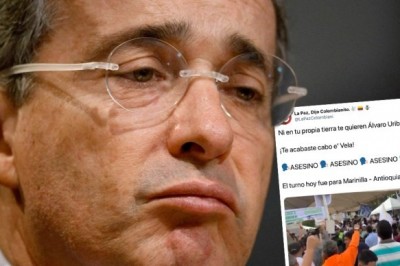 La Paz, Dijo Colombizeño.
Ni en tu propia tierra te quieren Álvaro Urib
¡Te acabaste cabo e' Vela!
ASESINO ASESINO ASESINO
El turno hoy fue para Marinilla - Antioquia